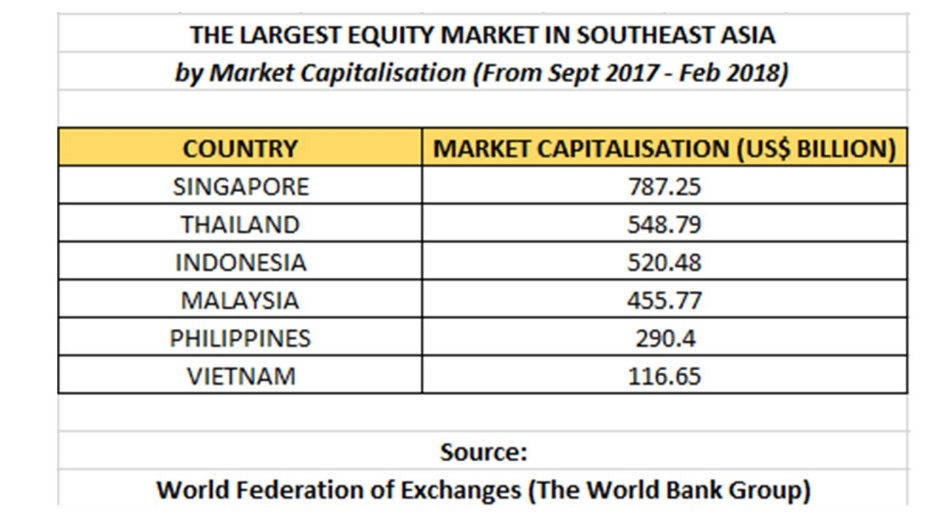 THE LARGEST EQUITY MARKET IN SOUTHEAST ASIA
by Market Capitalisation (From Sept 2017 - Feb 2018)
COUNTRY MARKET CAPITALISATION (US$ BILLION)
SINGAPORE 787.25
THAILAND 548.79
INDONESIA 520.48
MALAYSIA 455.77
PHILIPPINES 290.4
VIETNAM 116.65
Source:
World Federation of Exchanges (The World Bank Group)